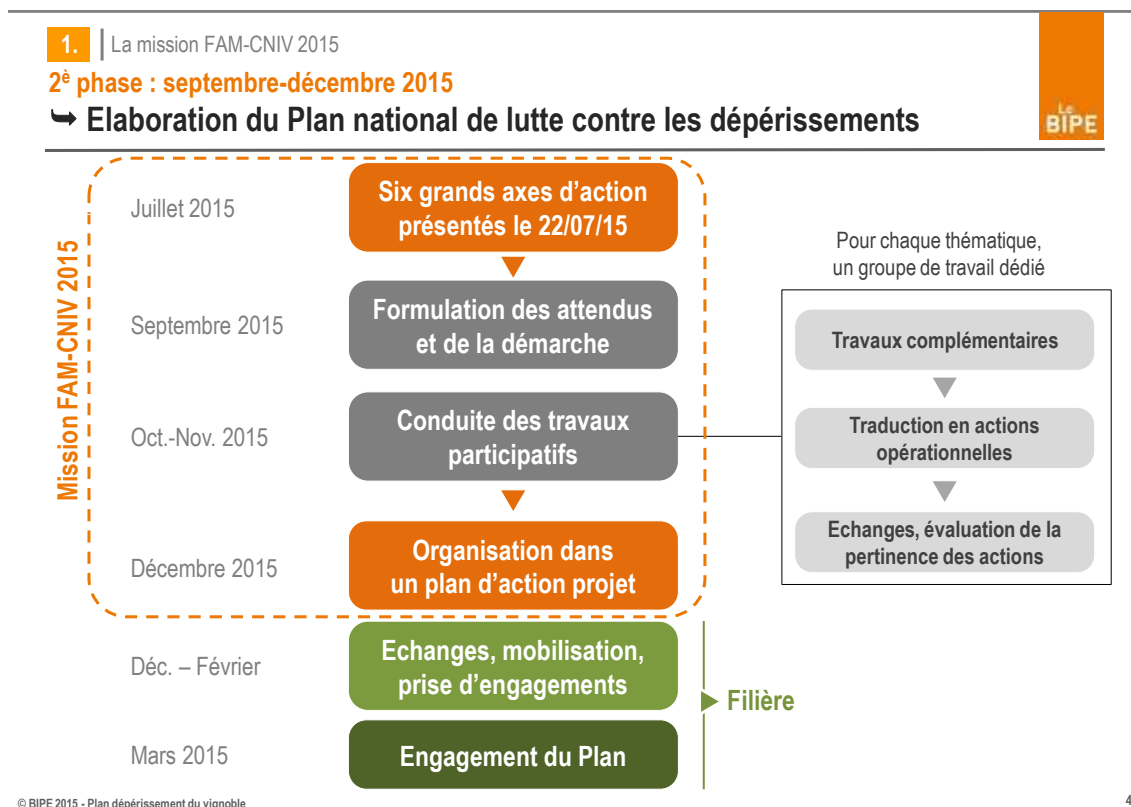 1. La mission FAM-CNIV 2015
2è phase : septembre-décembre 2015
➥ Elaboration du Plan national de lutte contre les dépérissements
Le
BIPE
Mission FAM-CNIV 2015
Juillet 2015
Six grands axes d’action
présentés le 22/07/15
Septembre 2015
Formulation des attendus
et de la démarche
Oct.-Nov. 2015
Conduite des travaux
participatifs
Décembre 2015
Organisation dans
un plan d’action projet
Déc. – Février
Echanges, mobilisation,
prise d’engagements
Mars 2015
Engagement du Plan
Filière
Pour chaque thématique,
un groupe de travail dédié
Travaux complémentaires
Traduction en actions
opérationnelles
Echanges, évaluation de la
pertinence des actions
© BIPE 2015 - Plan dépérissement du vignoble
4